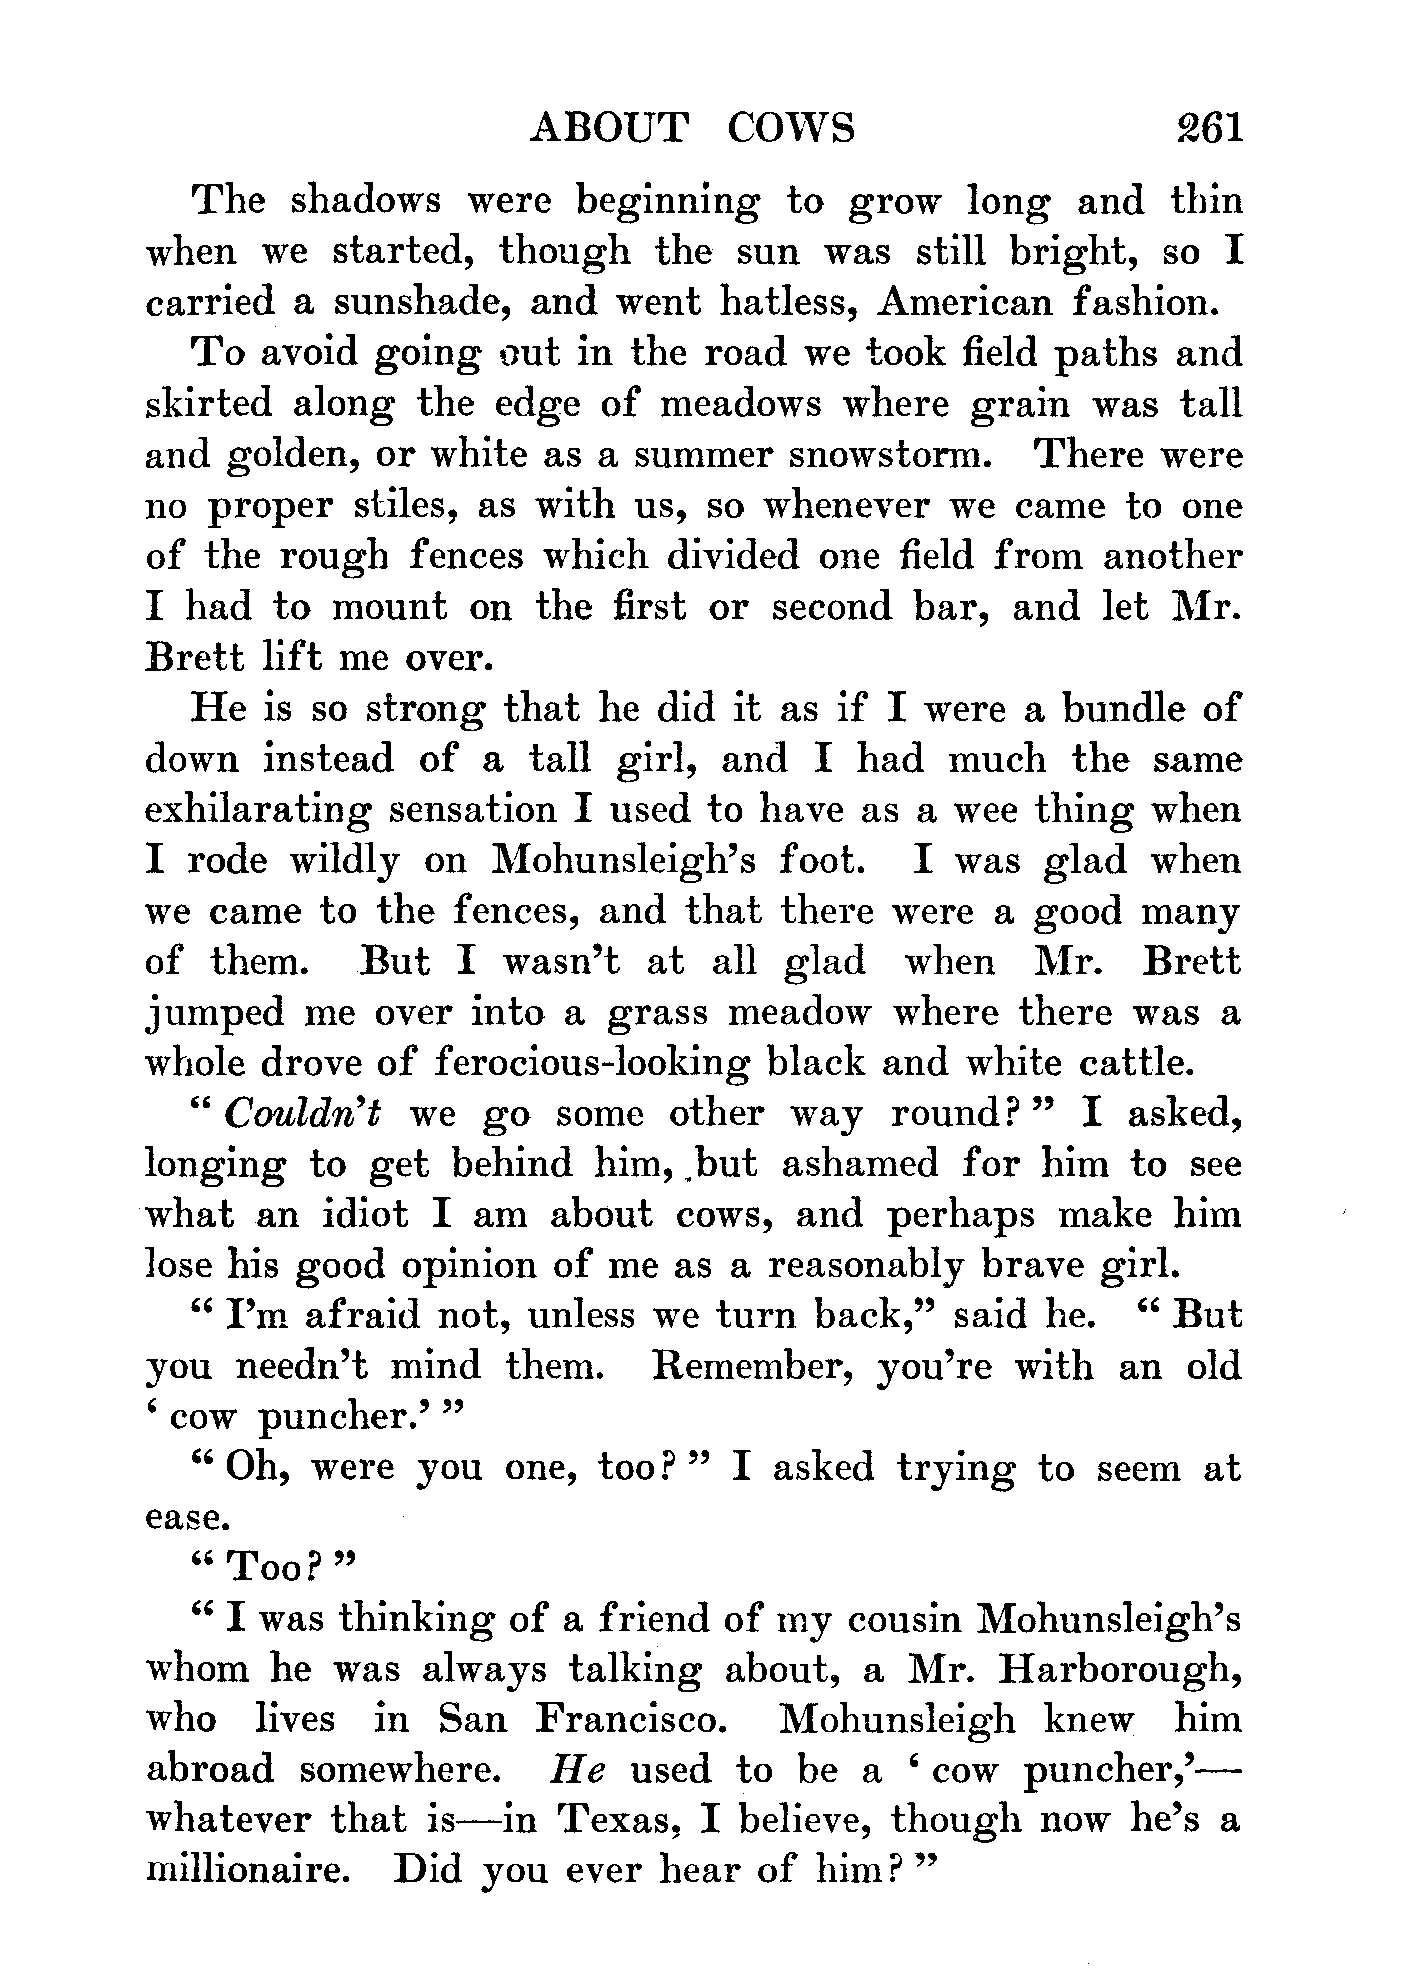 ABOUT COWS 261
The shadows were beginning to grow long and thin
when we started, though the sun was still bright, so I
carried a sunshade, and went hatless, American fashion.
To avoid going out in the road we took field paths and
skirted along the edge of meadows where grain was tall
and golden, or white as a summer snowstorm. There were
no proper stiles, as with us, so whenever we came to one
of the rough fences which divided one field from another
I had to mount on the first or second bar, and let Mr.
Brett lift me over.
He is so strong that he did it as if I were a bundle of
down instead of a tall girl, and I had much the same
exhilarating sensation I used to have as a wee thing when
I rode wildly on Mohunsleigh's foot. I was glad when
we came to the fences, and that there were a good many
of them. But I wasn't at all glad when Mr. Brett
jumped me over into a grass meadow where there was a
whole drove of ferocious-looking black and white cattle.
“ Couldn't we go some other way round? ” I asked,
longing to get behind him, but ashamed for him to see
what an idiot I am about cows, and perhaps make him
lose his good opinion of me as a reasonably brave girl.
“ I'm afraid not, unless we turn back,” said he. “ But
you needn't mind them. Remember, you're with an old
‘ cow puncher.’ ”
“ Oh, were you one, too? ” I asked trying to seem at
ease.
“ Too? ”
“ I was thinking of a friend of my cousin Mohunsleigh's
whom he was always talking about, a Mr. Harborough,
who lives in San Francisco. Mohunsleigh knew him
abroad somewhere. He used to be a ‘ cow puncher,’—
whatever that is—in Texas, I believe, though now he's a
millionaire. Did you ever hear of him? ”